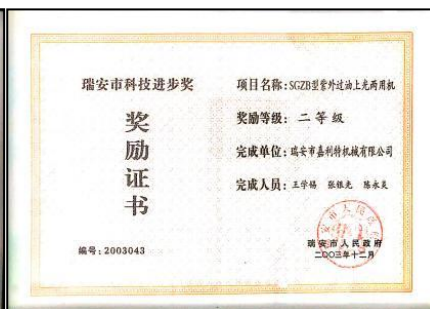 瑞安市科技进步奖
奖励证书
编号：2003043
项目名称：SGZB型紫外过油上光两用机
奖励等级：二等级
完成单位：瑞安市嘉利特机械有限公司
完成人员：王学锡 张银光 陈永炎
瑞安市人民政府
二〇〇三年十二月